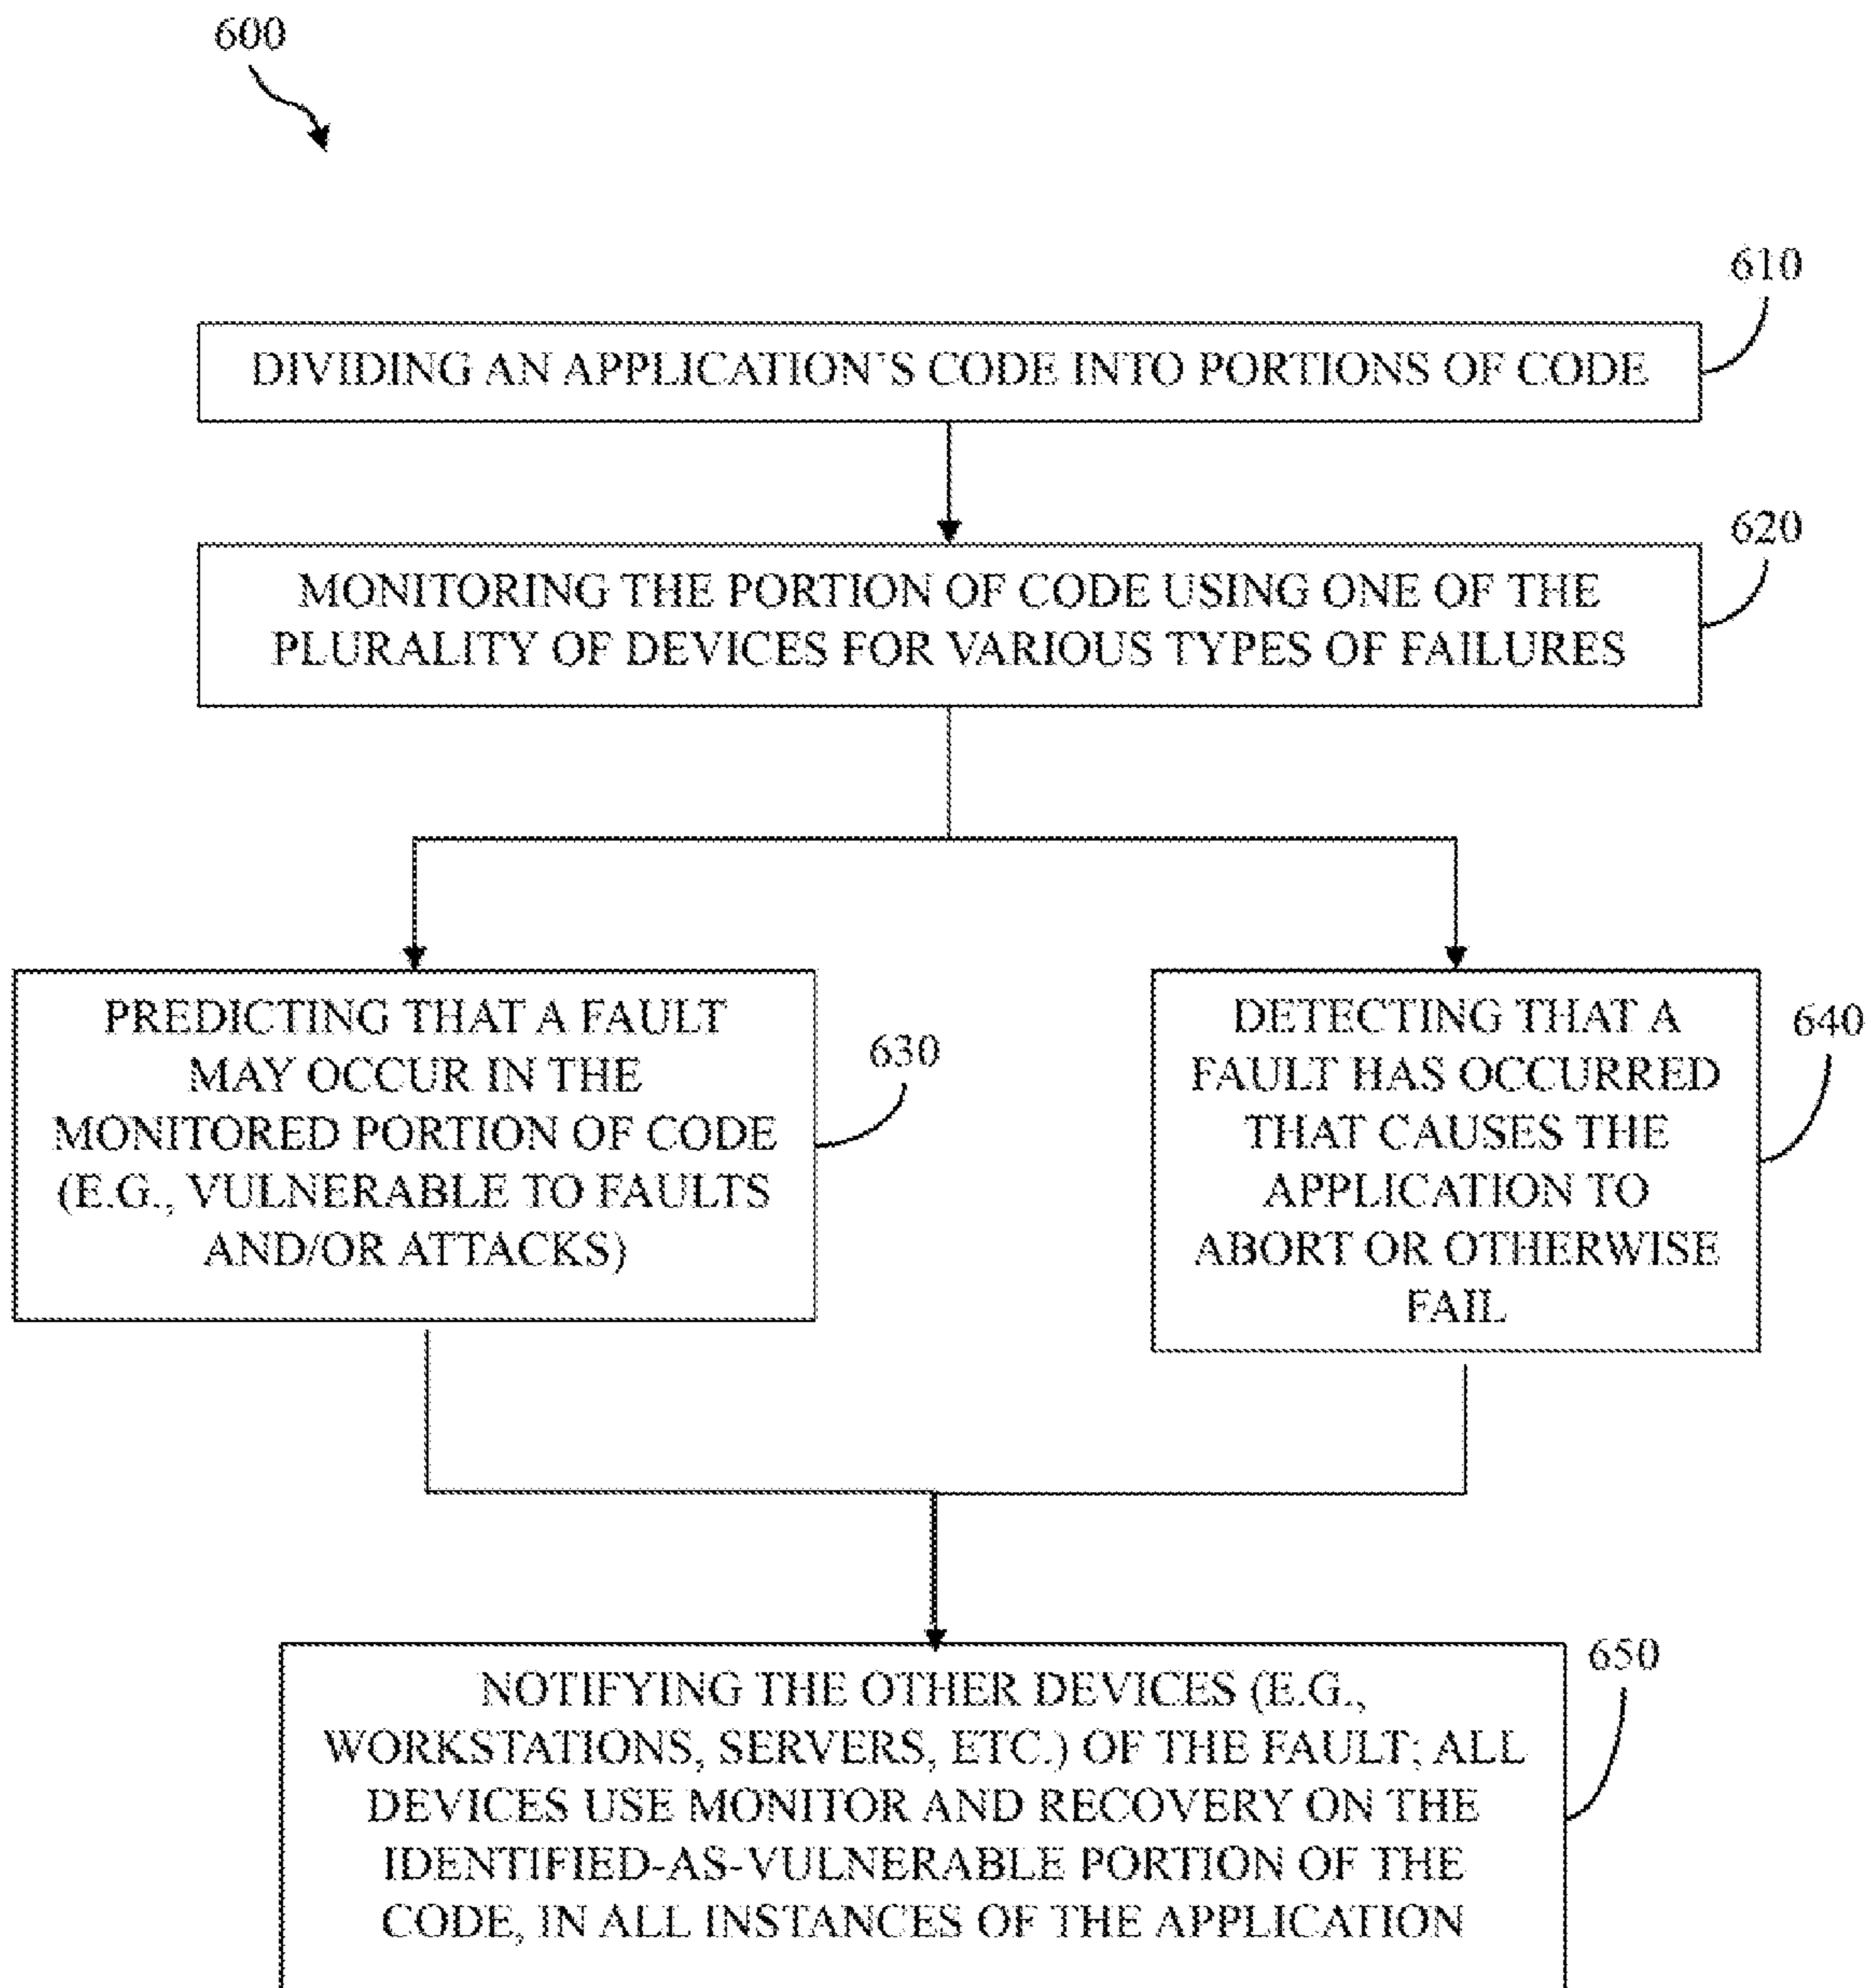 600
610
DIVIDING AN APPLICATION'S CODE INTO PORTIONS OF CODE
620
MONITORING THE PORTION OF CODE USING ONE OF THE
PLURALITY OF DEVICES FOR VARIOUS TYPES OF FAILURES
PREDICTING THAT A FAULT
MAY OCCUR IN THE
MONITORED PORTION OF CODE
(E.G., VULNERABLE TO FAULTS
AND/OR ATTACKS)
630
DETECTING THAT A
FAULT HAS OCCURRED
THAT CAUSES THE
APPLICATION TO
ABORT OR OTHERWISE
FAIL
640
650
NOTIFYING THE OTHER DEVICES (E.G.,
WORKSTATIONS, SERVERS, ETC.) OF THE FAULT; ALL
DEVICES USE MONITOR AND RECOVERY ON THE
IDENTIFIED-AS-VULNERABLE PORTION OF THE
CODE, IN ALL INSTANCES OF THE APPLICATION